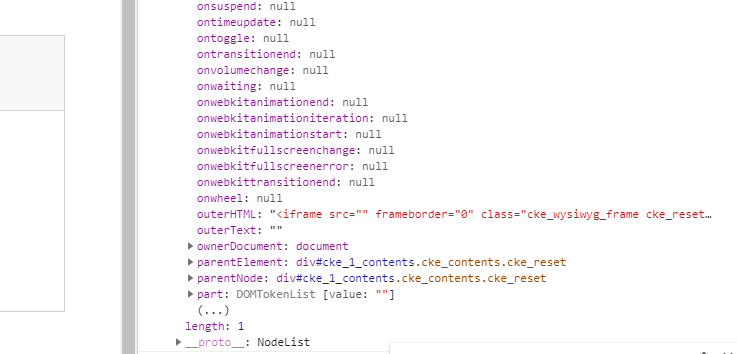 onsuspend: null
ontimeupdate: null
ontoggle: null
ontransitionend: null
onvolumechange: null
onwaiting: null
onwebkitanimationend: null
onwebkitanimationiteration: null
onwebkitanimationstart: null
onwebkitfullscreenchange: null
onwebkitfullscreenerror: null
onwebkittransitionend: null
onwheel: null
outerHTML: "<iframe src="" frameborder="0" class="cke_wysiwyg_frame cke_reset…
outerText: ""
ownerDocument: document
parentElement: div#cke_1_contents.cke_contents.cke_reset
parentNode: div#cke_1_contents.cke_contents.cke_reset
part: DOMTokenList [value: ""]
(...)
length: 1
__proto__: NodeList